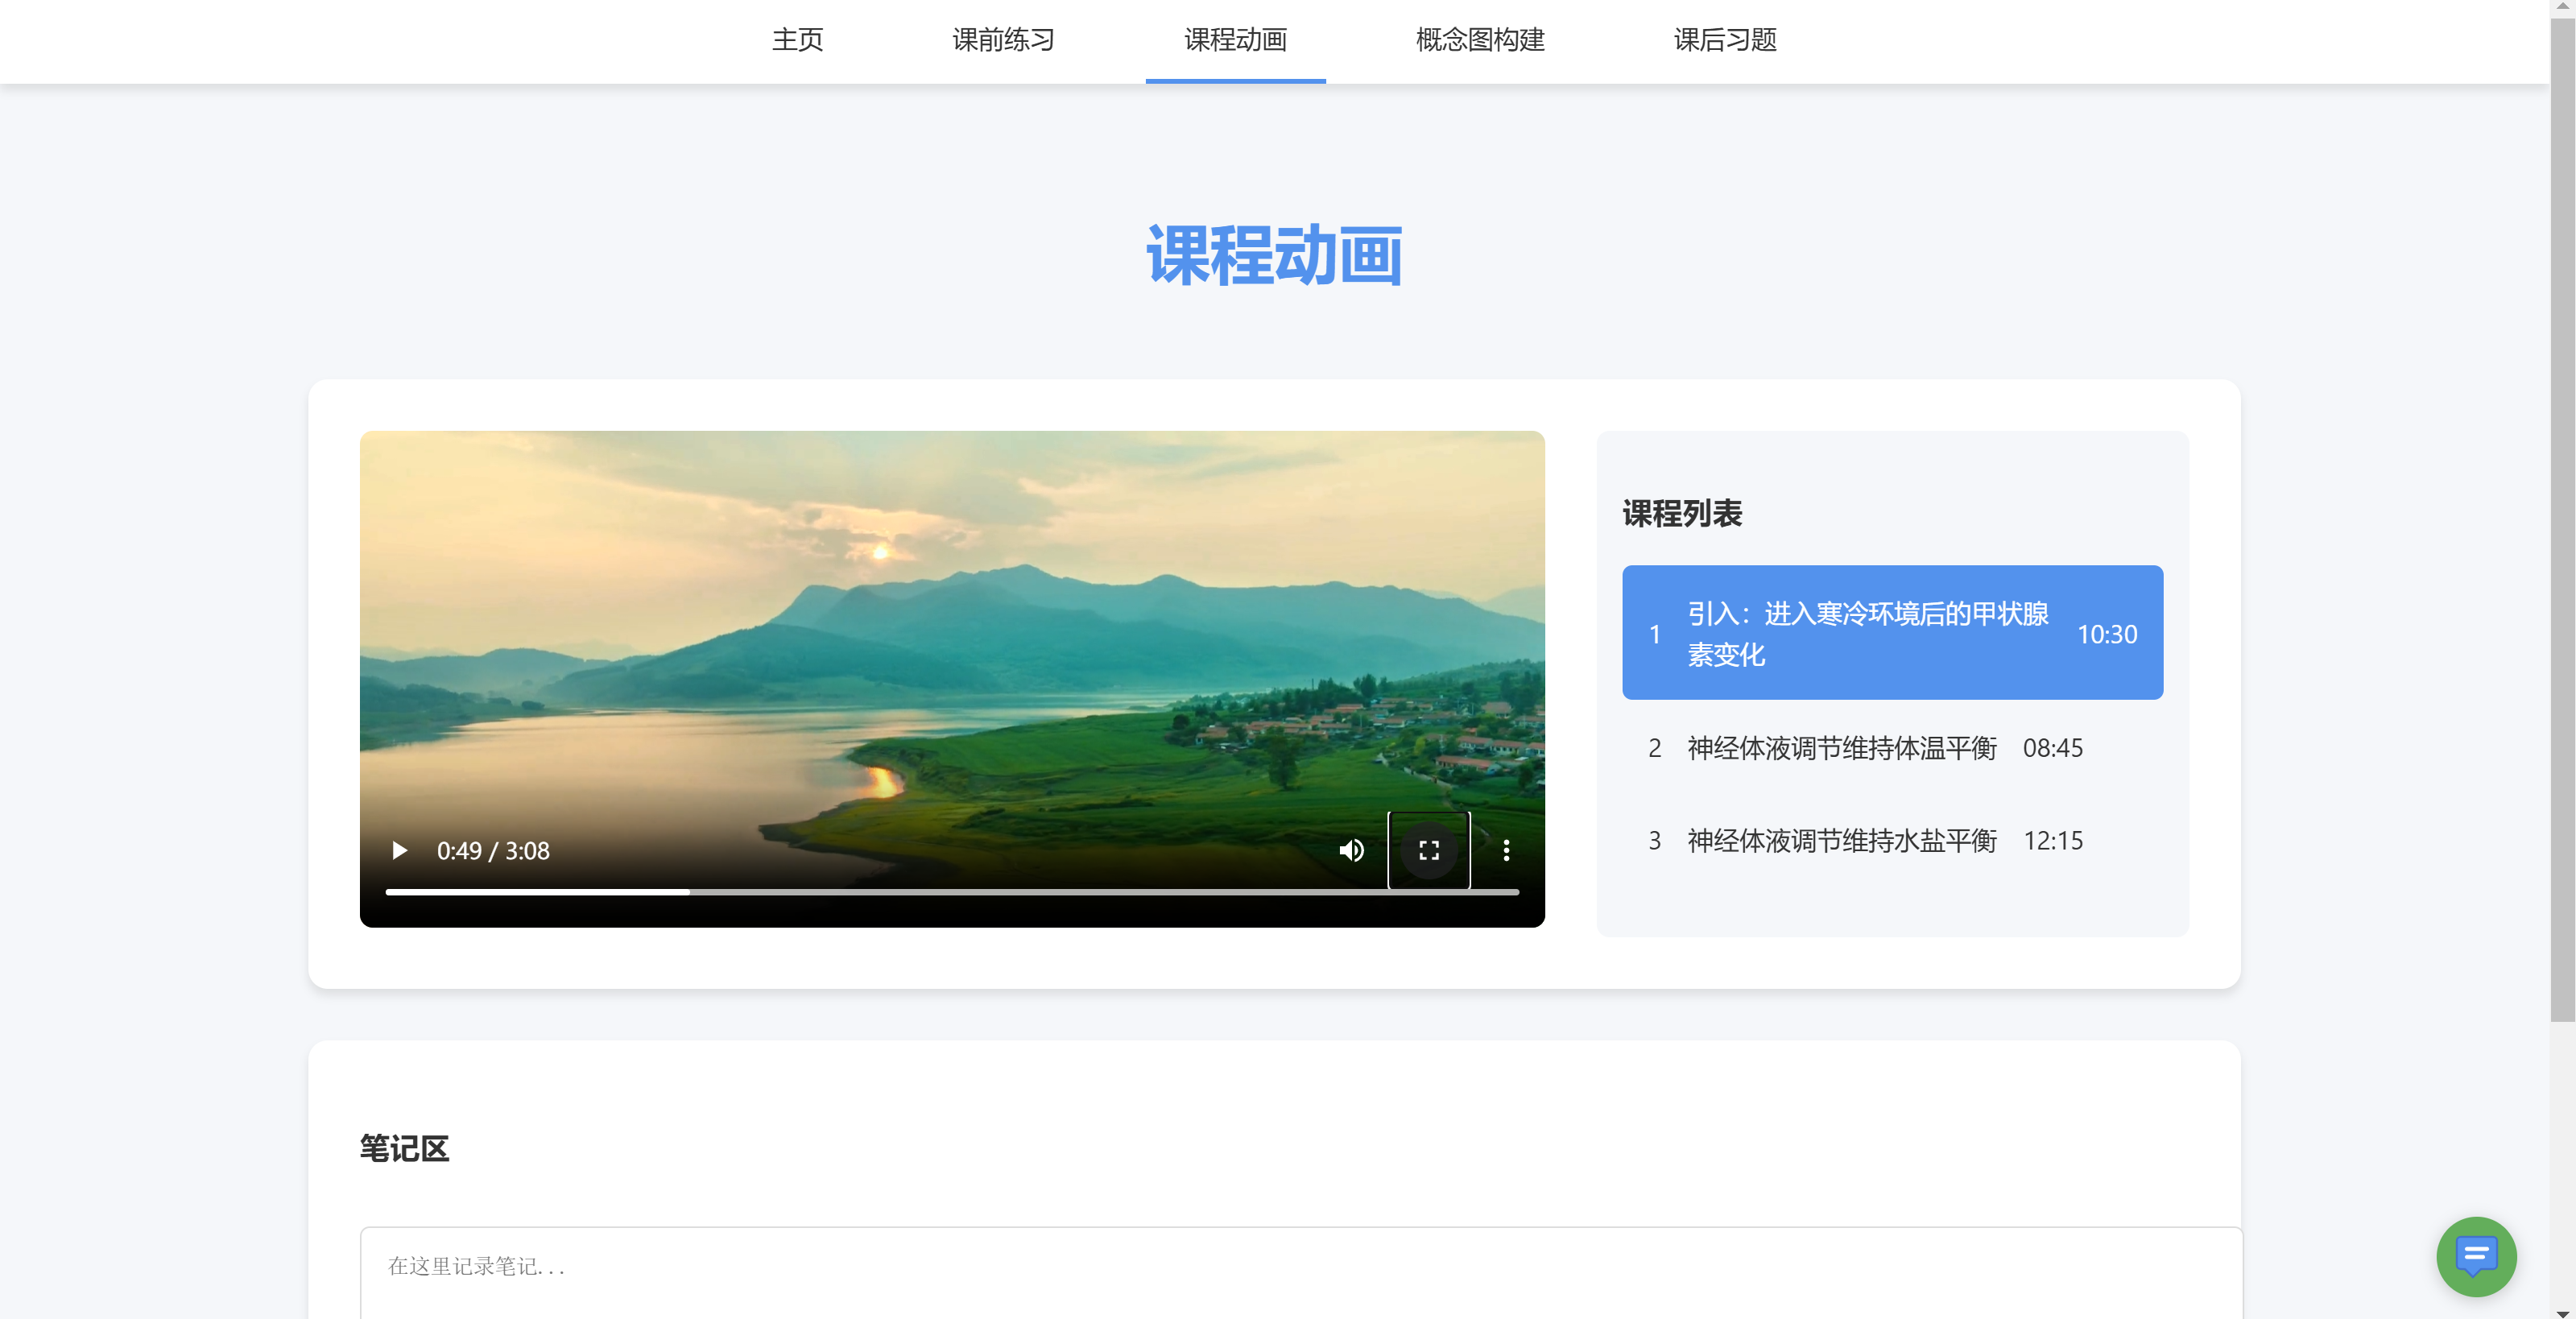 主页 课前练习 课程动画 概念图构建 课后习题
课程动画
0:49 / 3:08
课程列表
1 引入：进入寒冷环境后的甲状腺
素变化 10:30
2 神经体液调节维持体温平衡 08:45
3 神经体液调节维持水盐平衡 12:15
笔记区
在这里记录笔记...